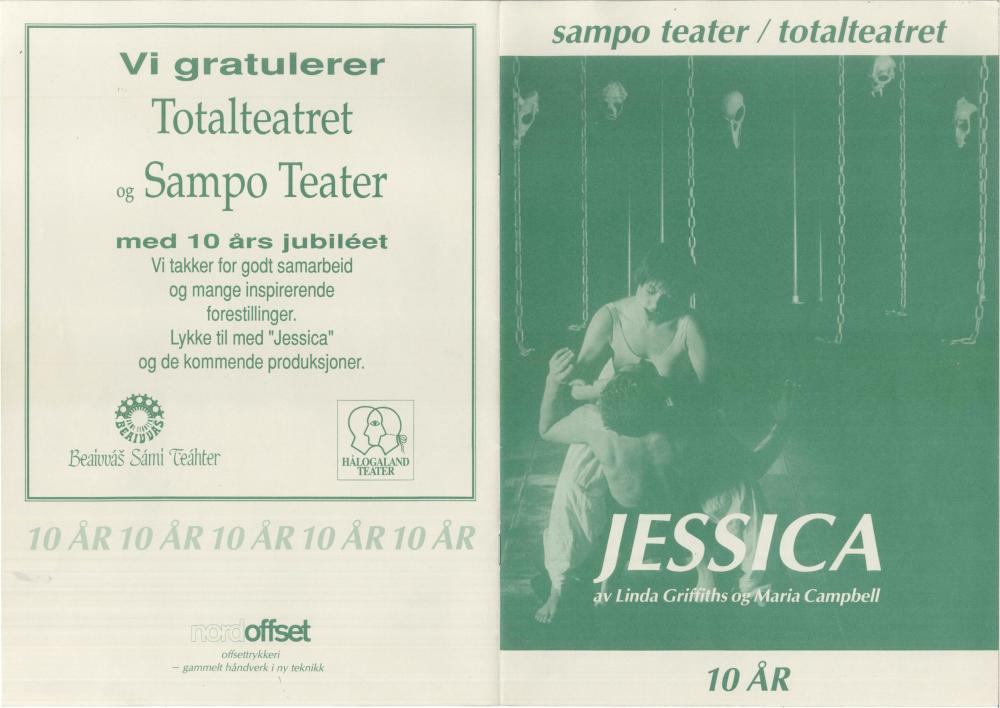 Vi gratulerer
Totalteatret
og Sampo Teater
med 10 års jubiléet
Vi takker for godt samarbeid
og mange inspirerende
forestillinger.
Lykke til med "Jessica"
og de kommende produksjoner.
BEAIVVÁŠ
Beaivváš Sámi Teáhter
HÅLOGALAND
TEATER
10 ÅR 10 ÅR 10 ÅR 10 ÅR 10 ÅR
nordoffset
offsettrykkeri
– gammelt håndverk i ny teknikk
sampo teater / totalteatret
JESSICA
av Linda Griffiths og Maria Campbell
10 ÅR